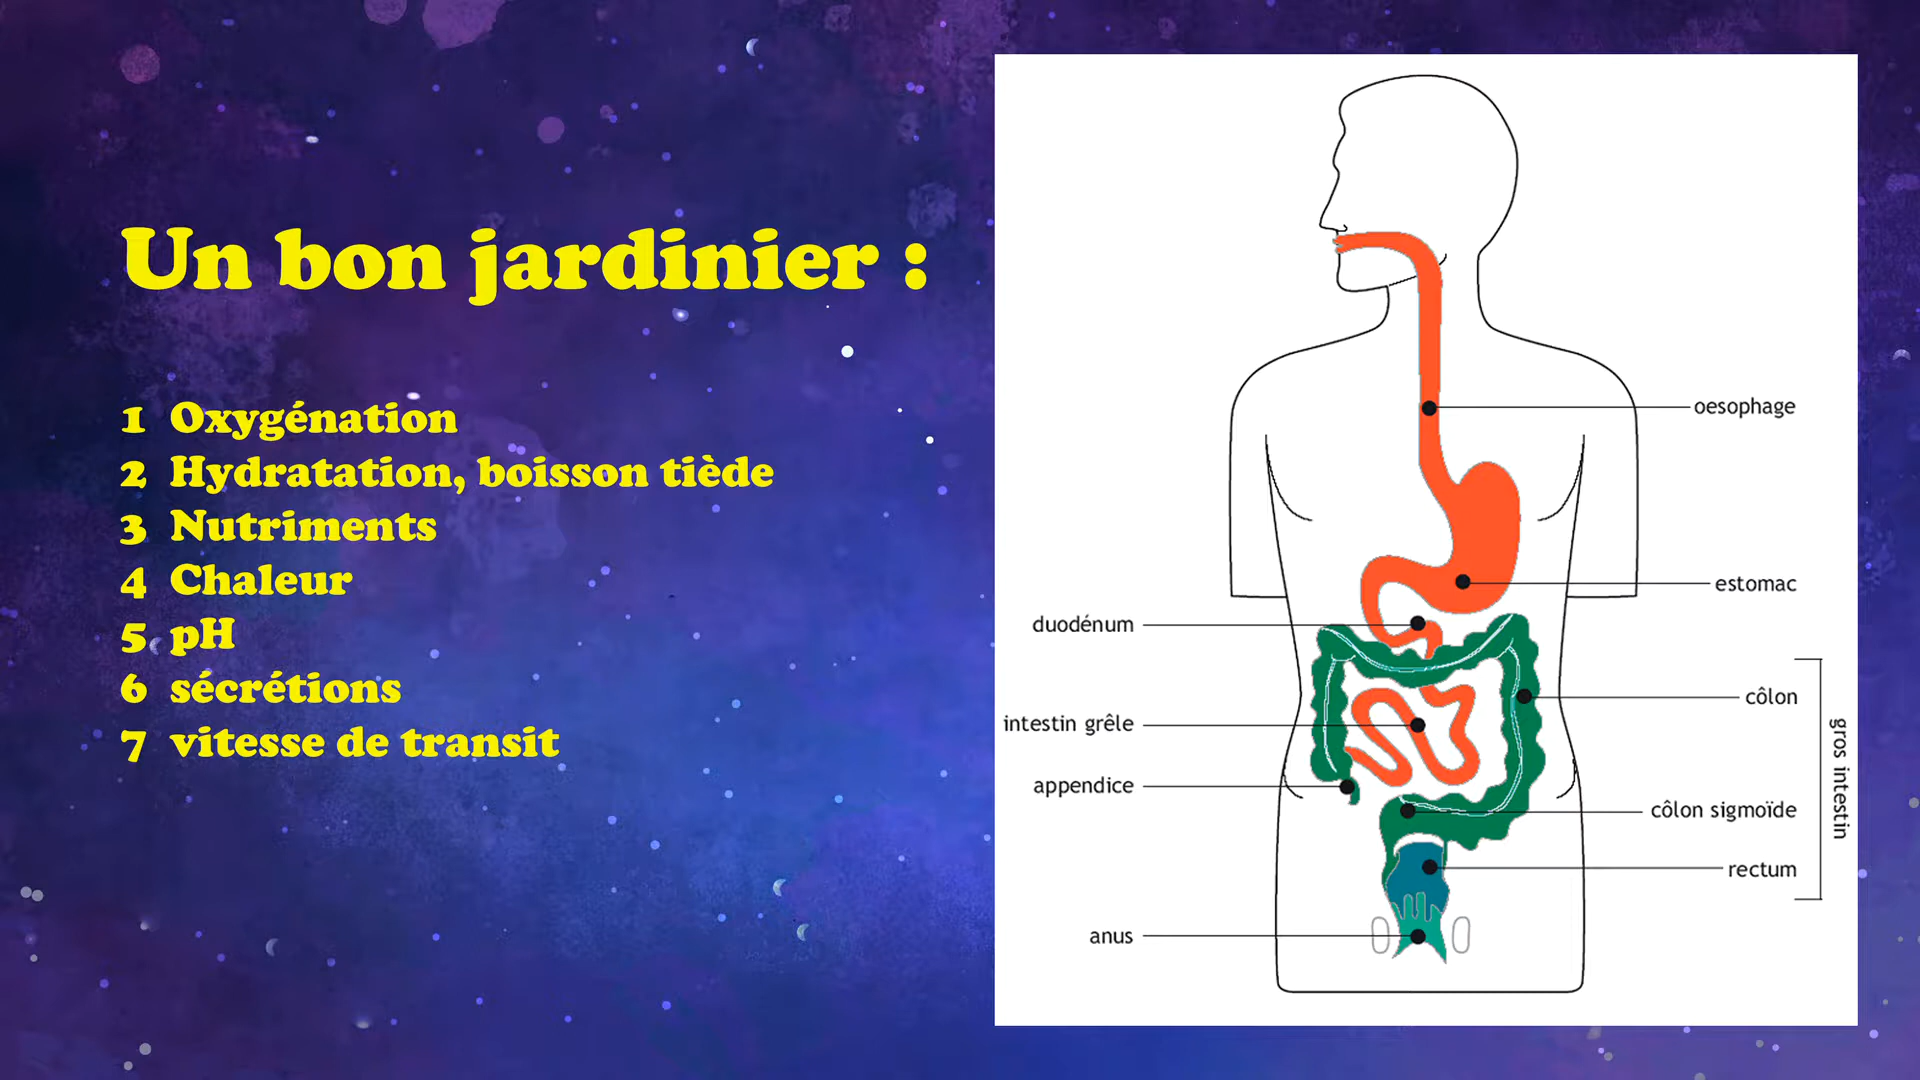 Un bon jardinier :
1 Oxygénation
2 Hydratation, boisson tiède
3 Nutriments
4 Chaleur
5 pH
6 sécrétions
7 vitesse de transit
oesophage
estomac
duodénum
côlon
intestin grêle
appendice
côlon sigmoïde
rectum
anus
gros intestin